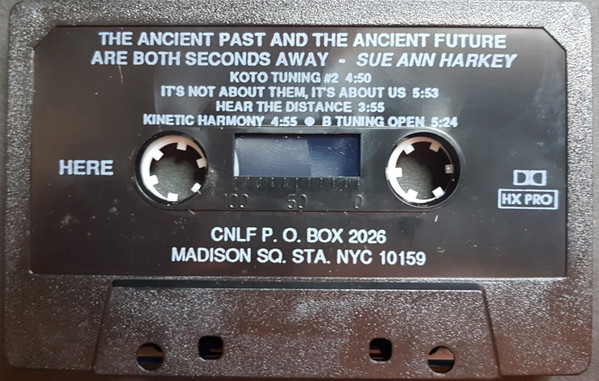 THE ANCIENT PAST AND THE ANCIENT FUTURE
ARE BOTH SECONDS AWAY - SUE ANN HARKEY
KOTO TUNING #2 4:50
IT'S NOT ABOUT THEM, IT'S ABOUT US 5:53
HEAR THE DISTANCE 3:55
KINETIC HARMONY 4:55 ● B TUNING OPEN 5:24
HERE
100 50 0
HX PRO
CNLF P. O. BOX 2026
MADISON SQ. STA. NYC 10159